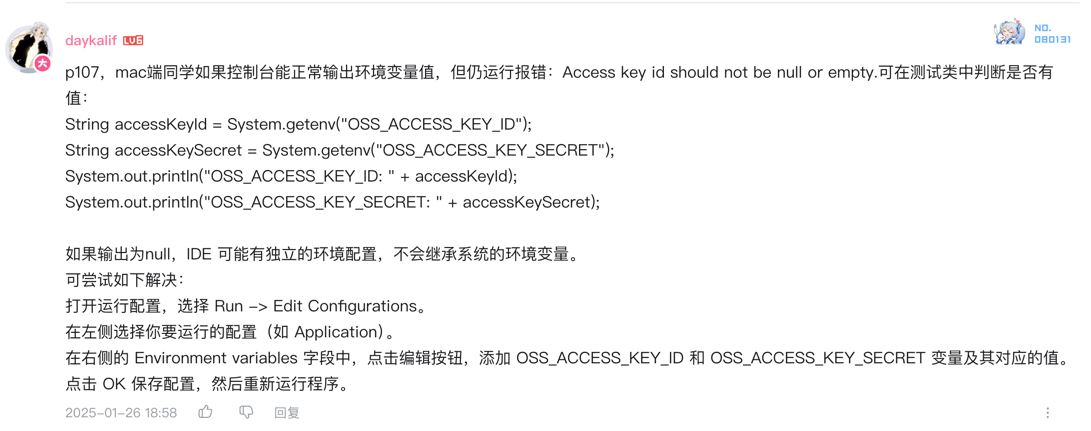 daykalif LV6
NO.
080131
p107，mac端同学如果控制台能正常输出环境变量值，但仍运行报错：Access key id should not be null or empty.可在测试类中判断是否有
值：
String accessKeyId = System.getenv("OSS_ACCESS_KEY_ID");
String accessKeySecret = System.getenv("OSS_ACCESS_KEY_SECRET");
System.out.println("OSS_ACCESS_KEY_ID: " + accessKeyId);
System.out.println("OSS_ACCESS_KEY_SECRET: " + accessKeySecret);
如果输出为null，IDE 可能有独立的环境配置，不会继承系统的环境变量。
可尝试如下解决：
打开运行配置，选择 Run -> Edit Configurations。
在左侧选择你要运行的配置（如 Application）。
在右侧的 Environment variables 字段中，点击编辑按钮，添加 OSS_ACCESS_KEY_ID 和 OSS_ACCESS_KEY_SECRET 变量及其对应的值。
点击 OK 保存配置，然后重新运行程序。
2025-01-26 18:58 回复